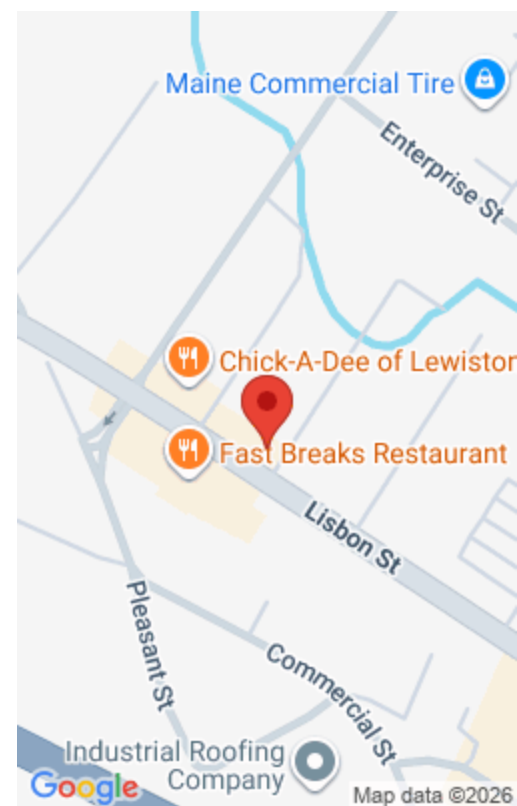 Maine Commercial Tire
Enterprise St
Chick-A-Dee of Lewiston
Fast Breaks Restaurant
Lisbon St
Pleasant St
Commercial St
Industrial Roofing
Company
Google
Map data ©2026